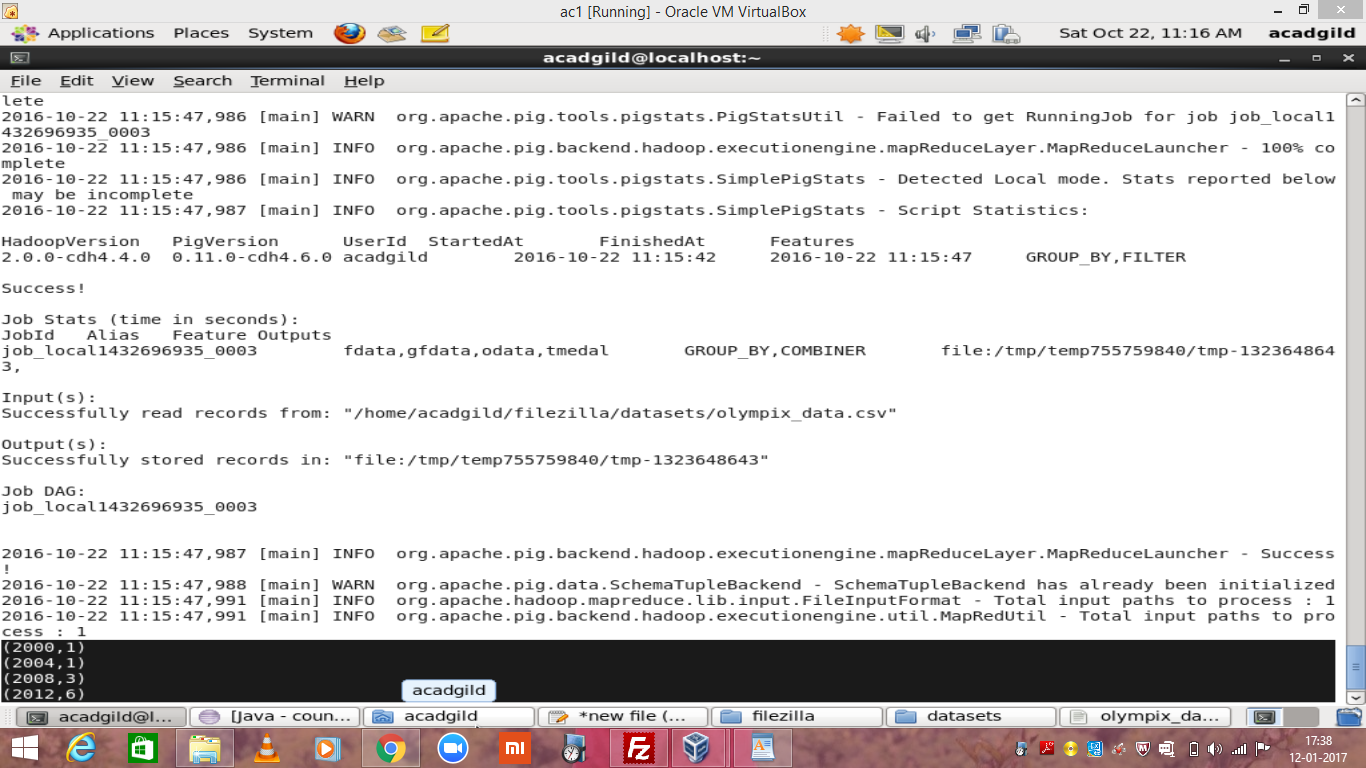 ac1 [Running] - Oracle VM VirtualBox
Applications Places System Sat Oct 22, 11:16 AM acadgild
acadgild@localhost:~
File Edit View Search Terminal Help
lete
2016-10-22 11:15:47,986 [main] WARN  org.apache.pig.tools.pigstats.PigStatsUtil - Failed to get RunningJob for job job_local1
432696935_0003
2016-10-22 11:15:47,986 [main] INFO  org.apache.pig.backend.hadoop.executionengine.mapReduceLayer.MapReduceLauncher - 100% co
mplete
2016-10-22 11:15:47,986 [main] INFO  org.apache.pig.tools.pigstats.SimplePigStats - Detected Local mode. Stats reported below
 may be incomplete
2016-10-22 11:15:47,987 [main] INFO  org.apache.pig.tools.pigstats.SimplePigStats - Script Statistics:
HadoopVersion PigVersion UserId StartedAt FinishedAt Features
2.0.0-cdh4.4.0 0.11.0-cdh4.6.0 acadgild 2016-10-22 11:15:42 2016-10-22 11:15:47 GROUP_BY,FILTER
Success!
Job Stats (time in seconds):
JobId Alias Feature Outputs
job_local1432696935_0003 fdata,gfdata,odata,tmedal GROUP_BY,COMBINER file:/tmp/temp755759840/tmp-132364864
3,
Input(s):
Successfully read records from: "/home/acadgild/filezilla/datasets/olympix_data.csv"
Output(s):
Successfully stored records in: "file:/tmp/temp755759840/tmp-1323648643"
Job DAG:
job_local1432696935_0003
2016-10-22 11:15:47,987 [main] INFO  org.apache.pig.backend.hadoop.executionengine.mapReduceLayer.MapReduceLauncher - Success
!
2016-10-22 11:15:47,988 [main] WARN  org.apache.pig.data.SchemaTupleBackend - SchemaTupleBackend has already been initialized
2016-10-22 11:15:47,991 [main] INFO  org.apache.hadoop.mapreduce.lib.input.FileInputFormat - Total input paths to process : 1
2016-10-22 11:15:47,991 [main] INFO  org.apache.pig.backend.hadoop.executionengine.util.MapRedUtil - Total input paths to pro
cess : 1
(2000,1)
(2004,1)
(2008,3)
(2012,6)
acadgild
acadgild@l... [Java - coun... acadgild *new file (... filezilla datasets olympix_da...
mi Fz 17:38
12-01-2017